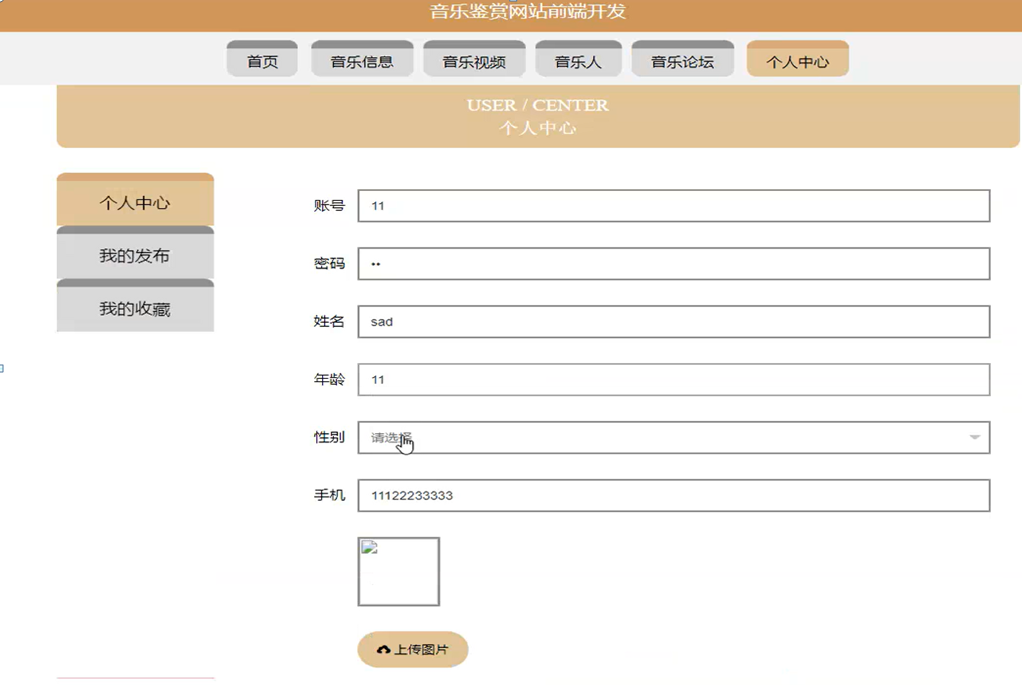 音乐鉴赏网站前端开发
首页 音乐信息 音乐视频 音乐人 音乐论坛 个人中心
USER / CENTER
个人中心
个人中心
我的发布
我的收藏
账号 11
密码 ••
姓名 sad
年龄 11
性别 请选择
手机 11122233333
上传图片